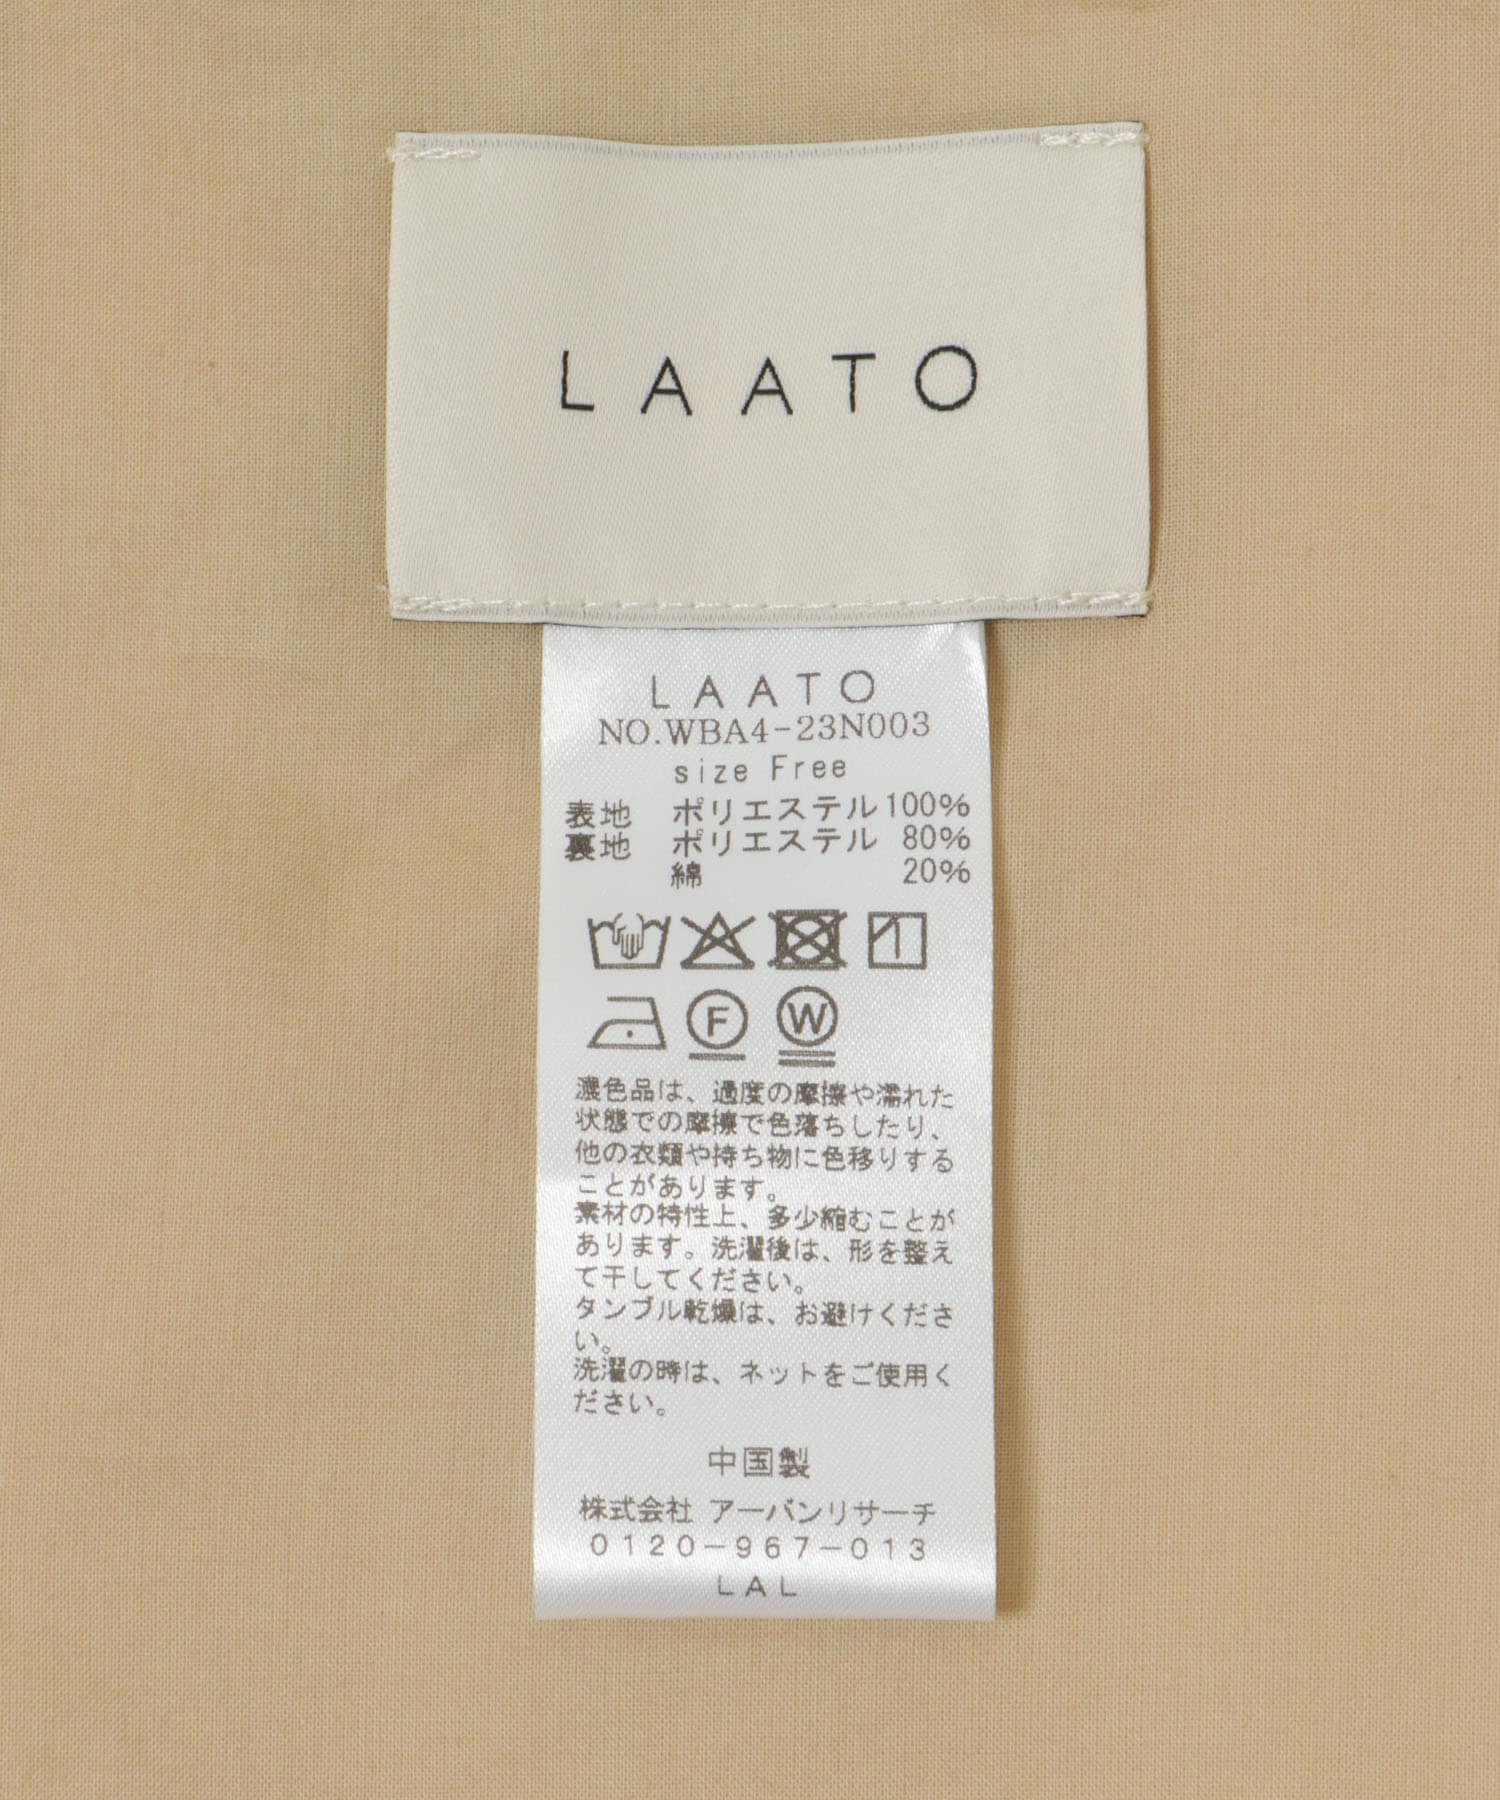 LAATO
LAATO
NO.WBA4-23N003
size Free
表地 ポリエステル100%
裏地 ポリエステル 80%
綿 20%
F W
濃色品は、過度の摩擦や濡れた
状態での摩擦で色落ちしたり、
他の衣類や持ち物に色移りする
ことがあります。
素材の特性上、多少縮むことが
あります。洗濯後は、形を整え
て干してください。
タンブル乾燥は、お避けくださ
い。
洗濯の時は、ネットをご使用く
ださい。
中国製
株式会社 アーバンリサーチ
0120-967-013
LAL